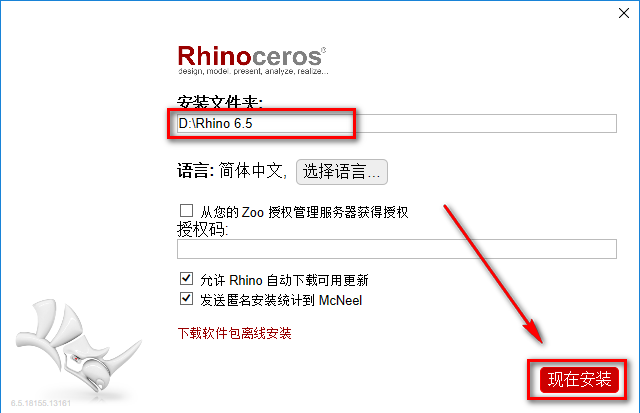 Rhinoceros®
design, model, present, analyze, realize...
安装文件夹:
D:\Rhino 6.5
语言: 简体中文, 选择语言...
从您的 Zoo 授权管理服务器获得授权
授权码:
允许 Rhino 自动下载可用更新
发送匿名安装统计到 McNeel
下载软件包离线安装
现在安装
6.5.18155.13161